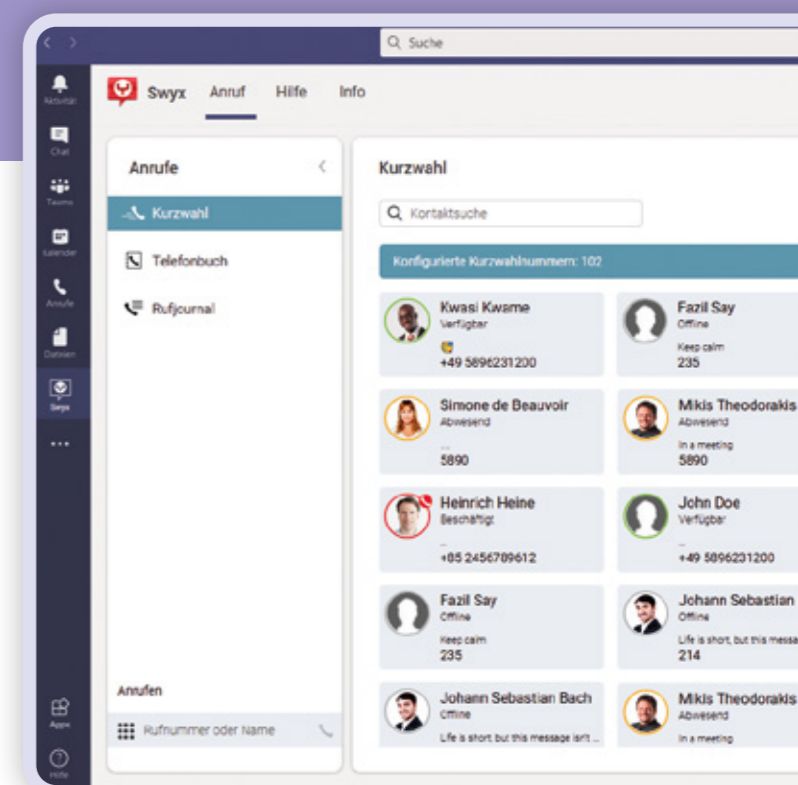 Suche
Aktivität
Chat
Teams
Kalender
Anrufe
Dateien
Swyx
Apps
Hilfe
Swyx Anruf Hilfe Info
Anrufe
Kurzwahl
Telefonbuch
Rufjournal
Anrufen
Rufnummer oder Name
Kurzwahl
Kontaktsuche
Konfigurierte Kurzwahlnummern: 102
Kwasi Kwame
Verfügbar
+49 5896231200
Fazil Say
Offline
Keep calm
235
Simone de Beauvoir
Abwesend
...
5890
Mikis Theodorakis
Abwesend
In a meeting
5890
Heinrich Heine
Beschäftigt
...
+85 2456789612
John Doe
Verfügbar
...
+49 5896231200
Fazil Say
Offline
Keep calm
235
Johann Sebastian
Offline
Life is short, but this messa
214
Johann Sebastian Bach
Offline
Life is short, but this message isn't ...
Mikis Theodorakis
Abwesend
In a meeting